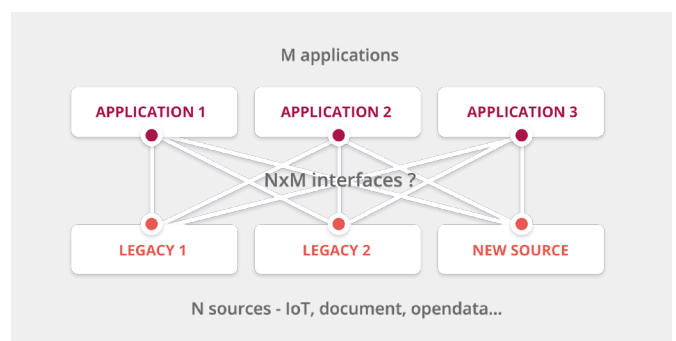 M applications
APPLICATION 1
APPLICATION 2
APPLICATION 3
NxM interfaces ?
LEGACY 1
LEGACY 2
NEW SOURCE
N sources - IoT, document, opendata...